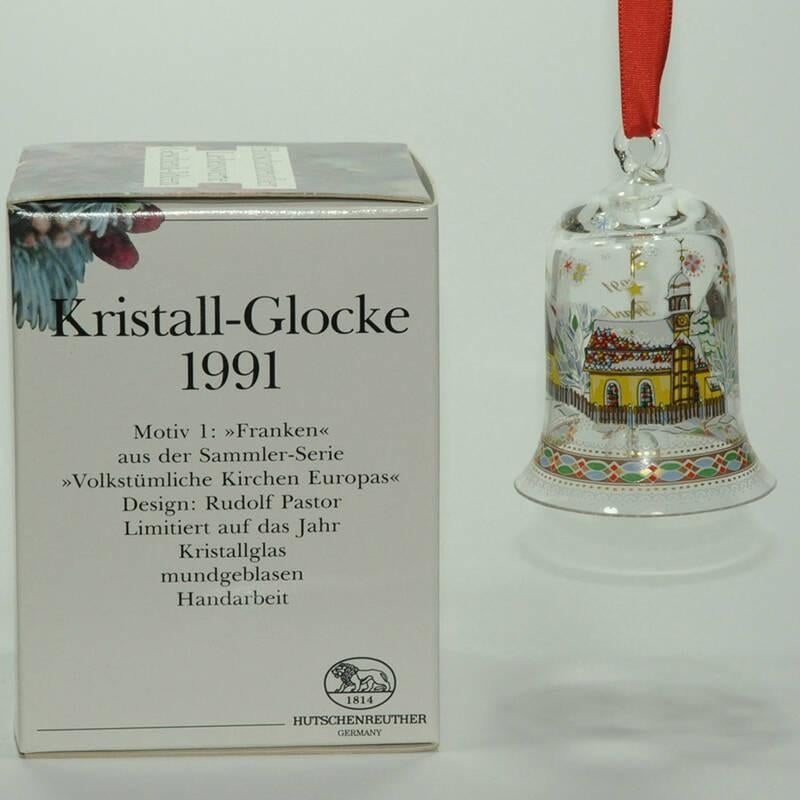 Kristall-Glocke
1991
Motiv 1: »Franken«
aus der Sammler-Serie
»Volkstümliche Kirchen Europas«
Design: Rudolf Pastor
Limitiert auf das Jahr
Kristallglas
mundgeblasen
Handarbeit
1814
HUTSCHENREUTHER
GERMANY